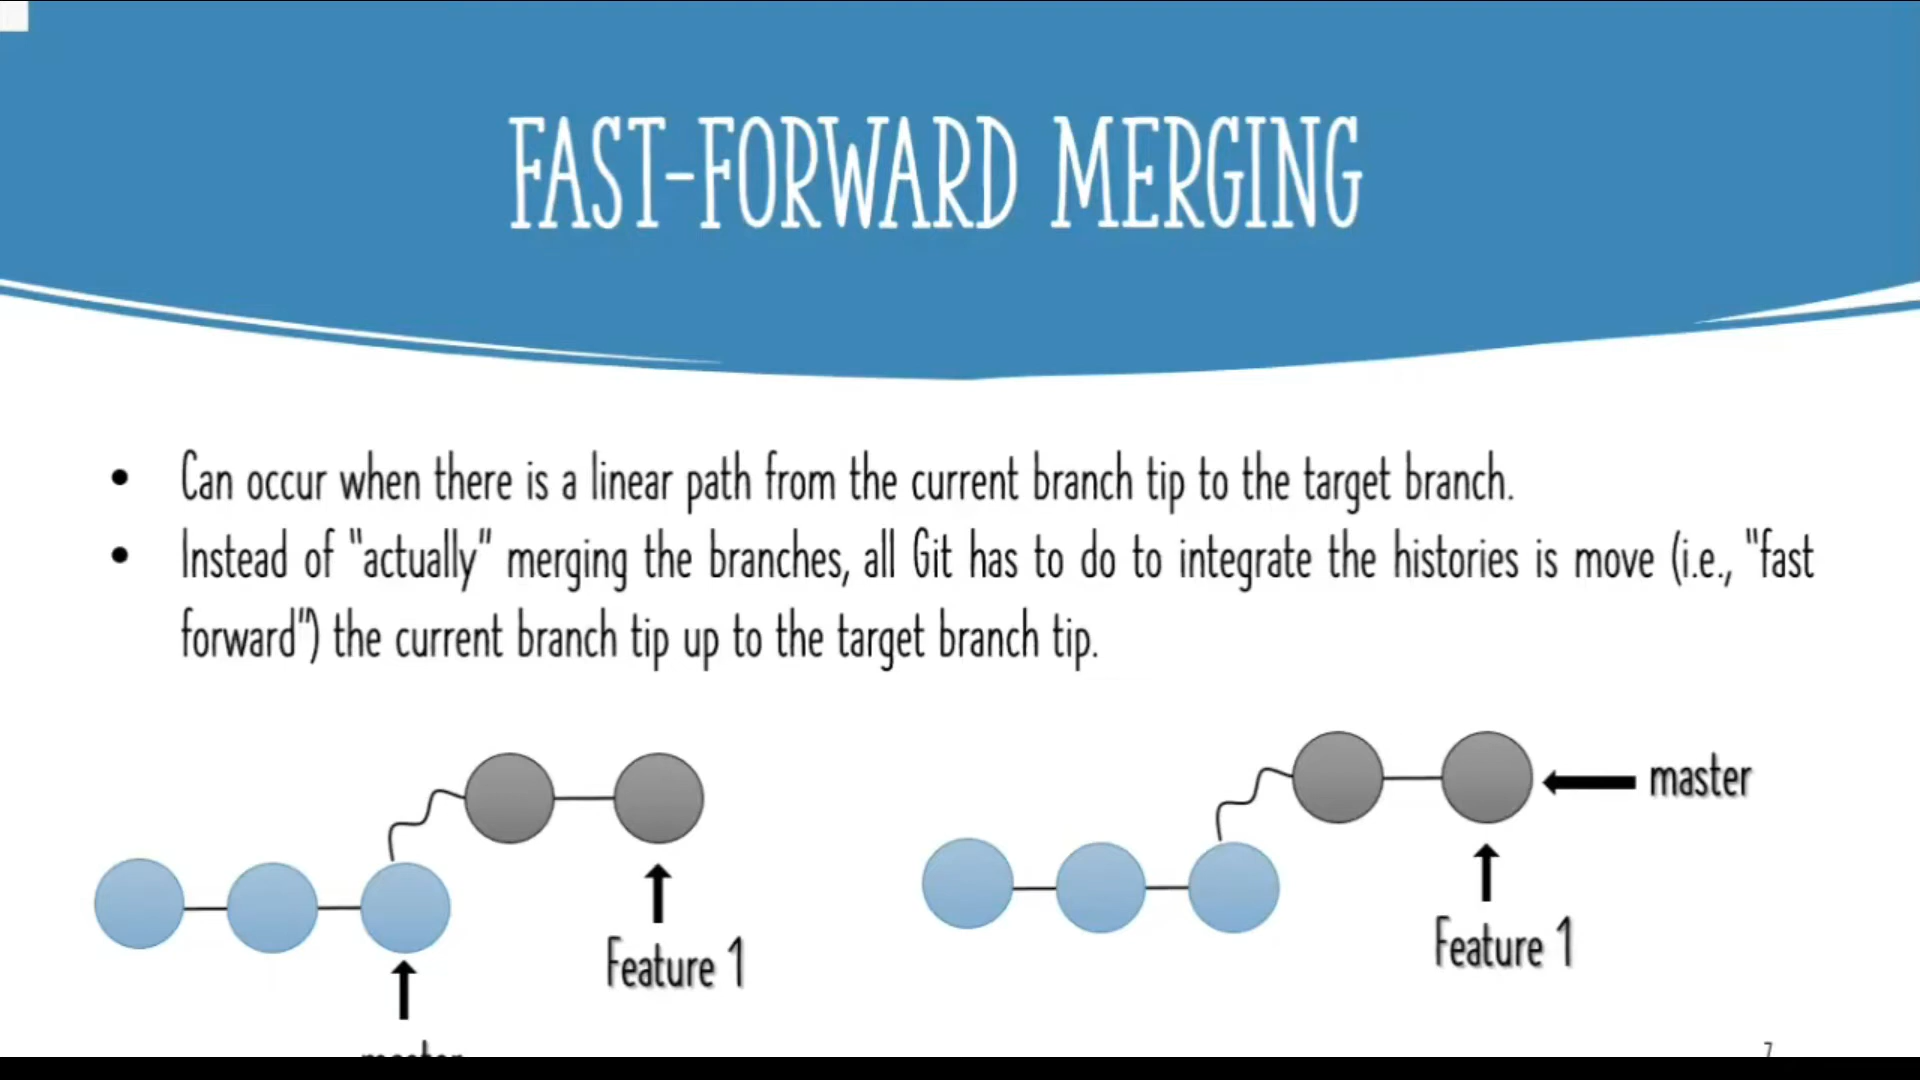 FAST-FORWARD MERGING
• Can occur when there is a linear path from the current branch tip to the target branch.
• Instead of "actually" merging the branches, all Git has to do to integrate the histories is move (i.e., "fast
forward") the current branch tip up to the target branch tip.
master
Feature 1
Feature 1
master
7